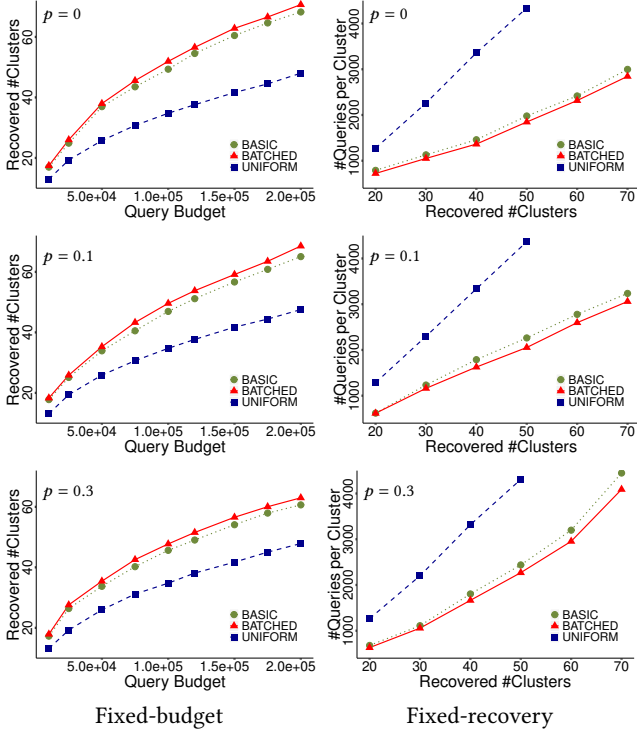 p = 0
Recovered #Clusters
60
40
20
BASIC
BATCHED
UNIFORM
5.0e+04 1.0e+05 1.5e+05 2.0e+05
Query Budget
p = 0
#Queries per Cluster
4000
3000
2000
1000
BASIC
BATCHED
UNIFORM
20 30 40 50 60 70
Recovered #Clusters
p = 0.1
Recovered #Clusters
60
40
20
BASIC
BATCHED
UNIFORM
5.0e+04 1.0e+05 1.5e+05 2.0e+05
Query Budget
p = 0.1
#Queries per Cluster
4000
3000
2000
1000
BASIC
BATCHED
UNIFORM
20 30 40 50 60 70
Recovered #Clusters
p = 0.3
Recovered #Clusters
60
40
20
BASIC
BATCHED
UNIFORM
5.0e+04 1.0e+05 1.5e+05 2.0e+05
Query Budget
p = 0.3
#Queries per Cluster
4000
3000
2000
1000
BASIC
BATCHED
UNIFORM
20 30 40 50 60 70
Recovered #Clusters
Fixed-budget
Fixed-recovery